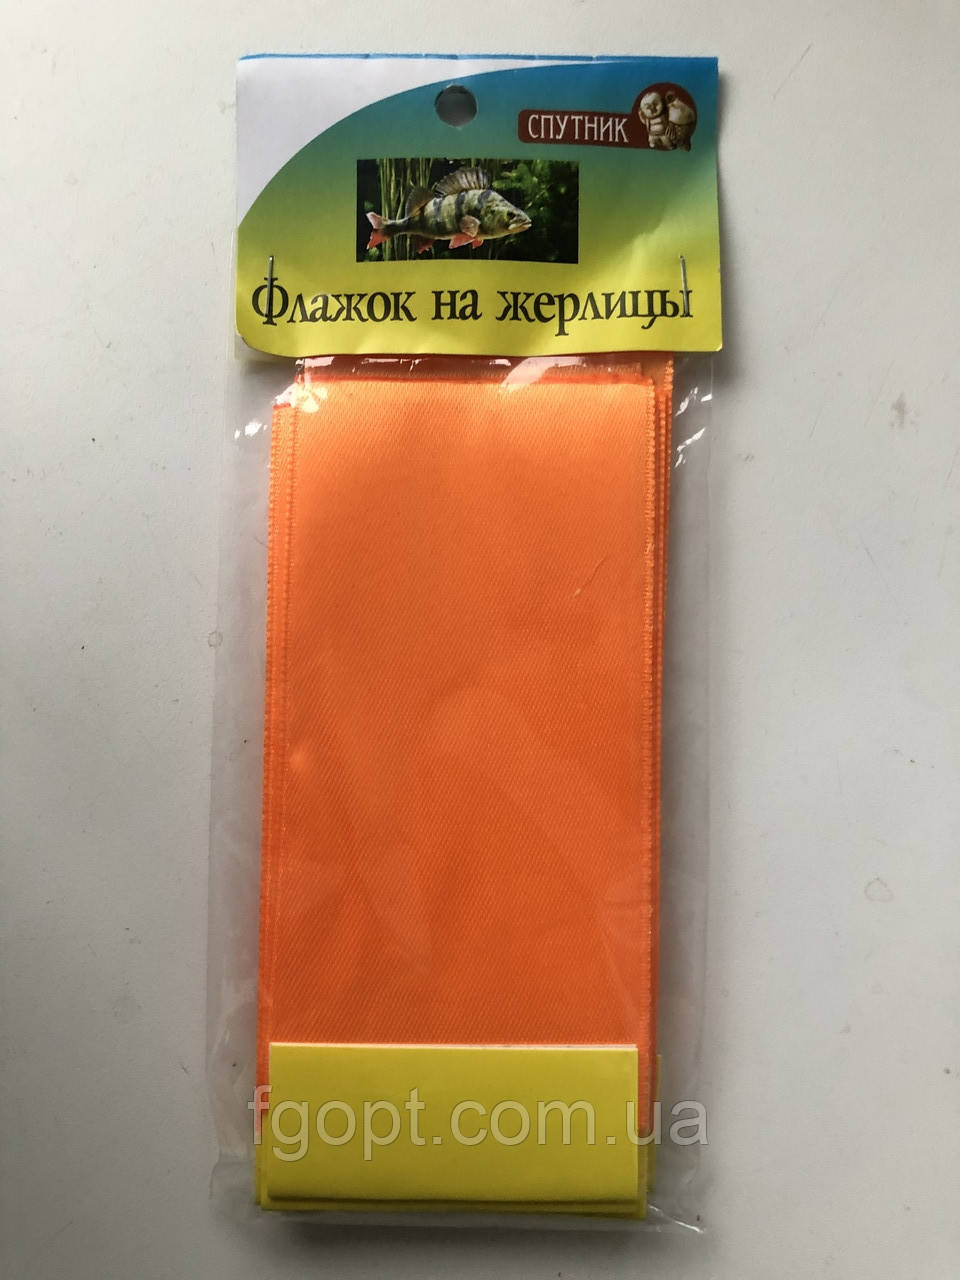 СПУТНИК
Флажок на жерлицы
fgopt.com.ua